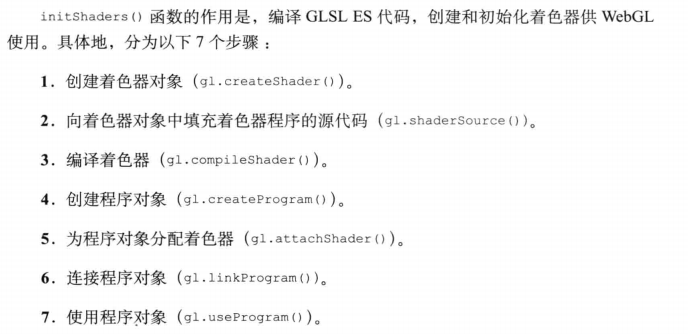 initShaders() 函数的作用是，编译 GLSL ES 代码，创建和初始化着色器供 WebGL
使用。具体地，分为以下 7 个步骤：
1．创建着色器对象（gl.createShader()）。
2．向着色器对象中填充着色器程序的源代码（gl.shaderSource()）。
3．编译着色器（gl.compileShader()）。
4．创建程序对象（gl.createProgram()）。
5．为程序对象分配着色器（gl.attachShader()）。
6．连接程序对象（gl.linkProgram()）。
7．使用程序对象（gl.useProgram()）。